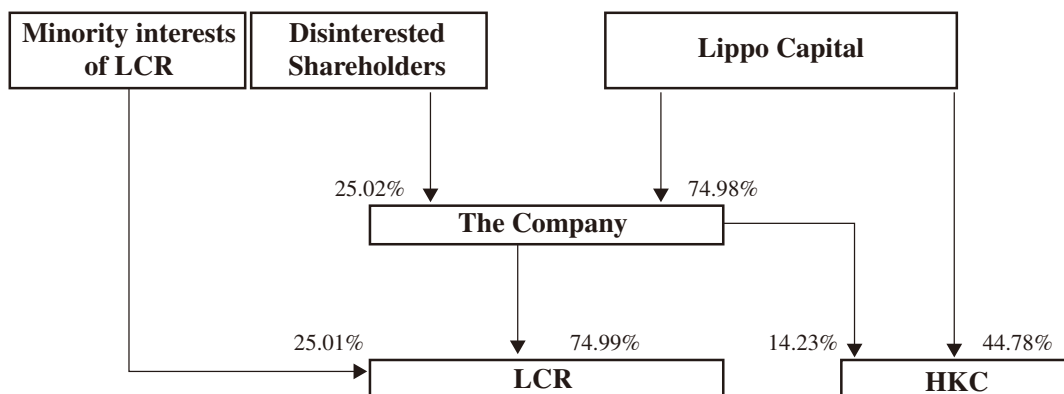 Minority interests
of LCR
Disinterested
Shareholders
Lippo Capital
25.02%
74.98%
The Company
25.01%
74.99%
14.23%
44.78%
LCR
HKC